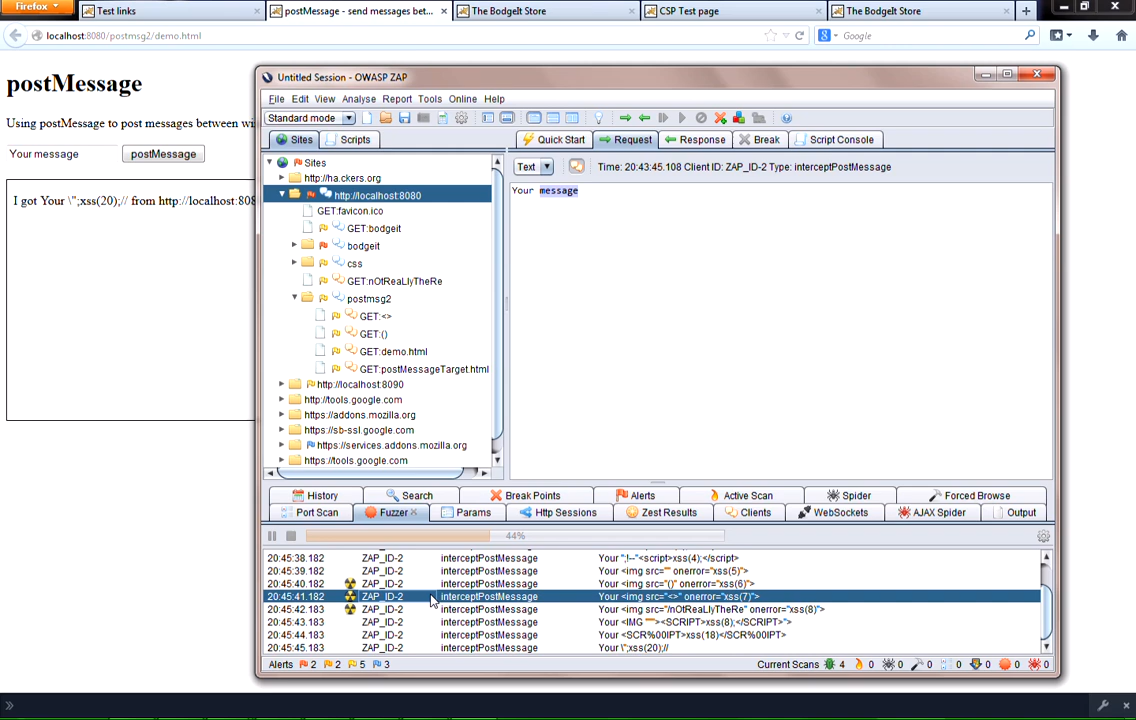 Firefox
Test links
postMessage - send messages bet...
The BodgeIt Store
CSP Test page
The BodgeIt Store
localhost:8080/postmsg2/demo.html
Google
postMessage
Using postMessage to post messages between wi
Your message
postMessage
I got Your \";xss(20);// from http://localhost:808
Untitled Session - OWASP ZAP
File Edit View Analyse Report Tools Online Help
Standard mode
Sites
Scripts
Quick Start
Request
Response
Break
Script Console
Sites
http://ha.ckers.org
http://localhost:8080
GET:favicon.ico
GET:bodgeit
bodgeit
css
GET:nOtReaLlyTheRe
postmsg2
GET:<>
GET:()
GET:demo.html
GET:postMessageTarget.html
http://localhost:8090
http://tools.google.com
https://addons.mozilla.org
https://sb-ssl.google.com
https://services.addons.mozilla.org
https://tools.google.com
Text
Time: 20:43:45.108 Client ID: ZAP_ID-2 Type: interceptPostMessage
Your message
History
Search
Break Points
Alerts
Active Scan
Spider
Forced Browse
Port Scan
Fuzzer
Params
Http Sessions
Zest Results
Clients
WebSockets
AJAX Spider
Output
44%
20:45:38.182 ZAP_ID-2 interceptPostMessage Your ";!--"<script>xss(4);</script>
20:45:39.182 ZAP_ID-2 interceptPostMessage Your <img src="" onerror="xss(5)">
20:45:40.182 ZAP_ID-2 interceptPostMessage Your <img src="()" onerror="xss(6)">
20:45:41.182 ZAP_ID-2 interceptPostMessage Your <img src="<>" onerror="xss(7)">
20:45:42.183 ZAP_ID-2 interceptPostMessage Your <img src="/nOtReaLlyTheRe" onerror="xss(8)">
20:45:43.183 ZAP_ID-2 interceptPostMessage Your <IMG """><SCRIPT>xss(8);</SCRIPT>">
20:45:44.183 ZAP_ID-2 interceptPostMessage Your <SCR%00IPT>xss(18)</SCR%00IPT>
20:45:45.183 ZAP_ID-2 interceptPostMessage Your \";xss(20);//
Alerts 2 2 5 3
Current Scans 4 0 0 0 0 0 0 0